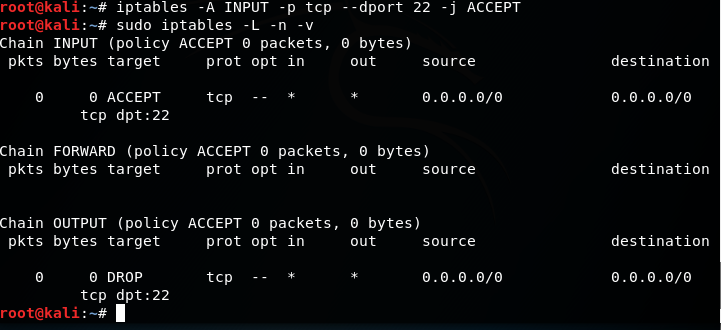 root@kali:~# iptables -A INPUT -p tcp --dport 22 -j ACCEPT
root@kali:~# sudo iptables -L -n -v
Chain INPUT (policy ACCEPT 0 packets, 0 bytes)
 pkts bytes target     prot opt in     out     source               destination
    0     0 ACCEPT     tcp  --  *      *       0.0.0.0/0            0.0.0.0/0
         tcp dpt:22
Chain FORWARD (policy ACCEPT 0 packets, 0 bytes)
 pkts bytes target     prot opt in     out     source               destination
Chain OUTPUT (policy ACCEPT 0 packets, 0 bytes)
 pkts bytes target     prot opt in     out     source               destination
    0     0 DROP       tcp  --  *      *       0.0.0.0/0            0.0.0.0/0
         tcp dpt:22
root@kali:~#